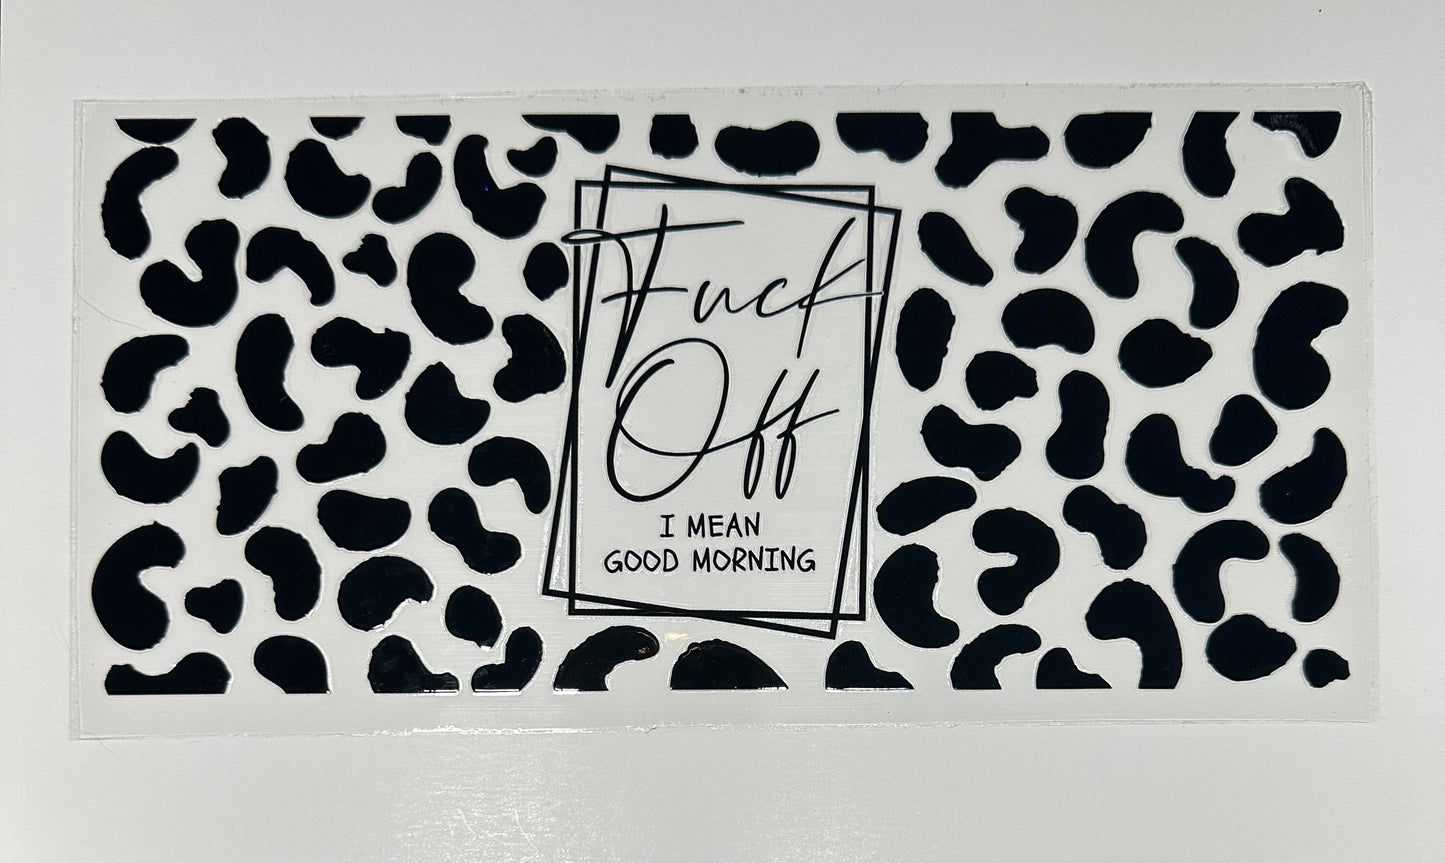 Fuck
Off
I MEAN
GOOD MORNING